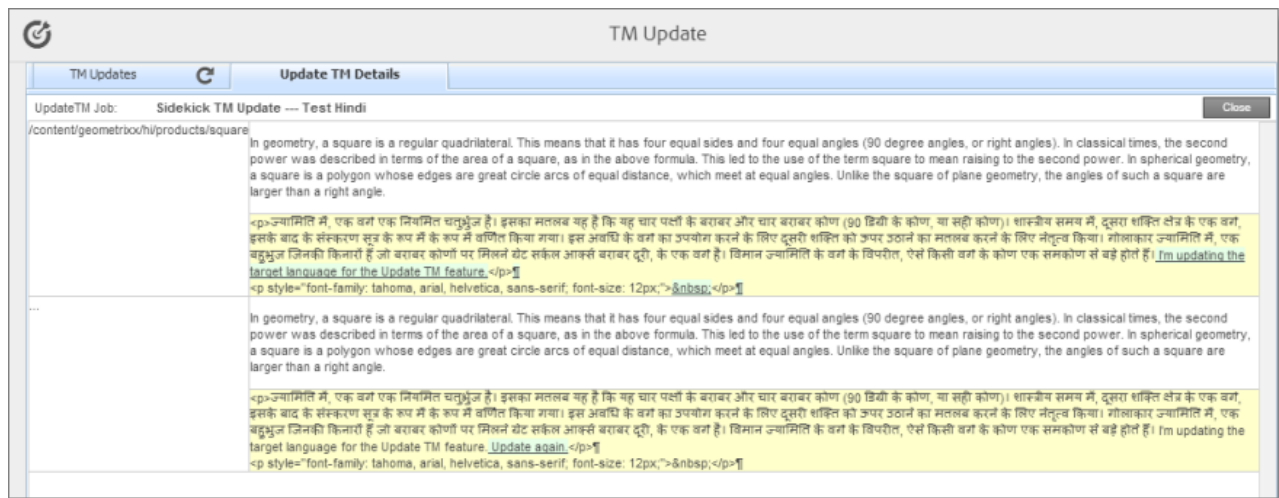 TM Update
TM Updates
Update TM Details
UpdateTM Job: Sidekick TM Update --- Test Hindi
Close
/content/geometrixx/hi/products/square
In geometry, a square is a regular quadrilateral. This means that it has four equal sides and four equal angles (90 degree angles, or right angles). In classical times, the second
power was described in terms of the area of a square, as in the above formula. This led to the use of the term square to mean raising to the second power. In spherical geometry,
a square is a polygon whose edges are great circle arcs of equal distance, which meet at equal angles. Unlike the square of plane geometry, the angles of such a square are
larger than a right angle.
<p>ज्यामिति में, एक वर्ग एक नियमित चतुर्भुज है। इसका मतलब यह है कि यह चार पक्षों के बराबर और चार बराबर कोण (90 डिग्री के कोण, या सही कोण)। शास्त्रीय समय में, दूसरा शक्ति क्षेत्र के एक वर्ग,
इसके बाद के संस्करण सूत्र के रूप में के रूप में वर्णित किया गया। इस अवधि के वर्ग का उपयोग करने के लिए दूसरी शक्ति को ऊपर उठाने का मतलब करने के लिए नेतृत्व किया। गोलाकार ज्यामिति में, एक
बहुभुज जिनकी किनारों हैं जो बराबर कोणों पर मिलने ग्रेट सर्कल आर्क्स बराबर दूरी, के एक वर्ग है। विमान ज्यामिति के वर्ग के विपरीत, ऐसे किसी वर्ग के कोण एक समकोण से बड़े होते हैं। I'm updating the
target language for the Update TM feature.</p>¶
<p style="font-family: tahoma, arial, helvetica, sans-serif; font-size: 12px;">&nbsp;</p>¶
...
In geometry, a square is a regular quadrilateral. This means that it has four equal sides and four equal angles (90 degree angles, or right angles). In classical times, the second
power was described in terms of the area of a square, as in the above formula. This led to the use of the term square to mean raising to the second power. In spherical geometry,
a square is a polygon whose edges are great circle arcs of equal distance, which meet at equal angles. Unlike the square of plane geometry, the angles of such a square are
larger than a right angle.
<p>ज्यामिति में, एक वर्ग एक नियमित चतुर्भुज है। इसका मतलब यह है कि यह चार पक्षों के बराबर और चार बराबर कोण (90 डिग्री के कोण, या सही कोण)। शास्त्रीय समय में, दूसरा शक्ति क्षेत्र के एक वर्ग,
इसके बाद के संस्करण सूत्र के रूप में के रूप में वर्णित किया गया। इस अवधि के वर्ग का उपयोग करने के लिए दूसरी शक्ति को ऊपर उठाने का मतलब करने के लिए नेतृत्व किया। गोलाकार ज्यामिति में, एक
बहुभुज जिनकी किनारों हैं जो बराबर कोणों पर मिलने ग्रेट सर्कल आर्क्स बराबर दूरी, के एक वर्ग है। विमान ज्यामिति के वर्ग के विपरीत, ऐसे किसी वर्ग के कोण एक समकोण से बड़े होते हैं। I'm updating the
target language for the Update TM feature. Update again.</p>¶
<p style="font-family: tahoma, arial, helvetica, sans-serif; font-size: 12px;">&nbsp;</p>¶